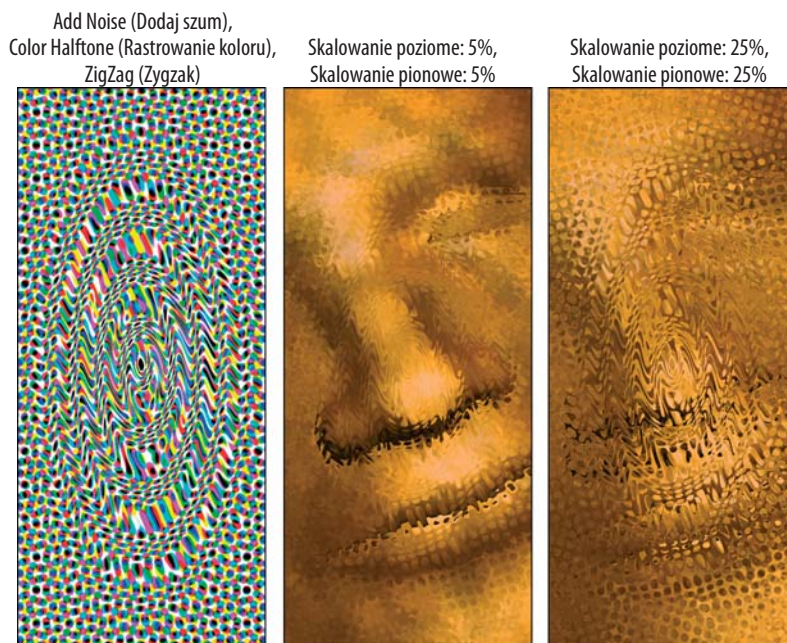 Add Noise (Dodaj szum),
Color Halftone (Rastrowanie koloru),
ZigZag (Zygzak)
Skalowanie poziome: 5%,
Skalowanie pionowe: 5%
Skalowanie poziome: 25%,
Skalowanie pionowe: 25%